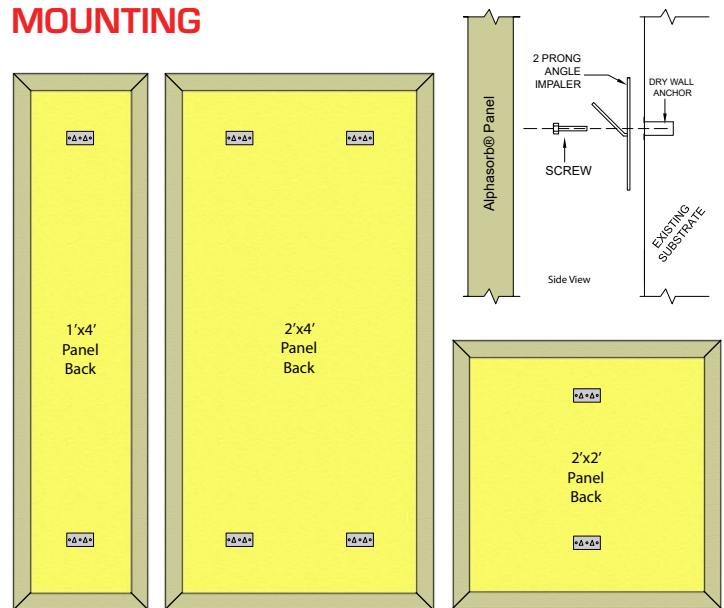 MOUNTING
2 PRONG
ANGLE
IMPALER
DRY WALL
ANCHOR
Alphasorb® Panel
SCREW
EXISTING
SUBSTRATE
Side View
1'x4'
Panel
Back
2'x4'
Panel
Back
2'x2'
Panel
Back